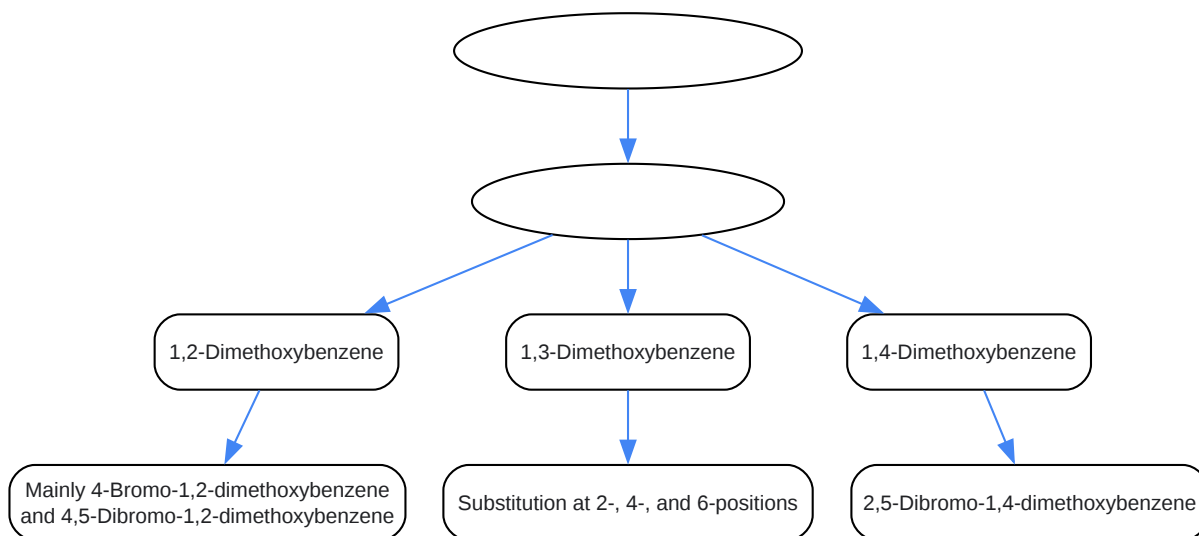 1,2-Dimethoxybenzene
1,3-Dimethoxybenzene
1,4-Dimethoxybenzene
Mainly 4-Bromo-1,2-dimethoxybenzene
and 4,5-Dibromo-1,2-dimethoxybenzene
Substitution at 2-, 4-, and 6-positions
2,5-Dibromo-1,4-dimethoxybenzene